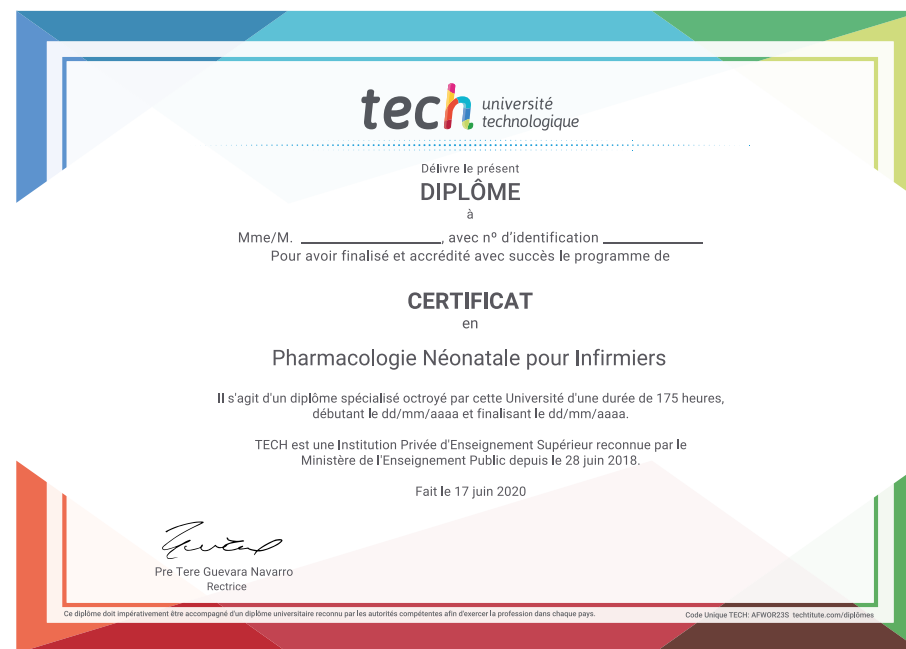 tech université
technologique
Délivre le présent
DIPLÔME
à
Mme/M. ____________________, avec nº d'identification ______________
Pour avoir finalisé et accrédité avec succès le programme de
CERTIFICAT
en
Pharmacologie Néonatale pour Infirmiers
Il s'agit d'un diplôme spécialisé octroyé par cette Université d'une durée de 175 heures,
débutant le dd/mm/aaaa et finalisant le dd/mm/aaaa.
TECH est une Institution Privée d'Enseignement Supérieur reconnue par le
Ministère de l'Enseignement Public depuis le 28 juin 2018.
Fait le 17 juin 2020
Pre Tere Guevara Navarro
Rectrice
Ce diplôme doit impérativement être accompagné d'un diplôme universitaire reconnu par les autorités compétentes afin d'exercer la profession dans chaque pays.
Code Unique TECH: AFWOR23S techtitute.com/diplômes